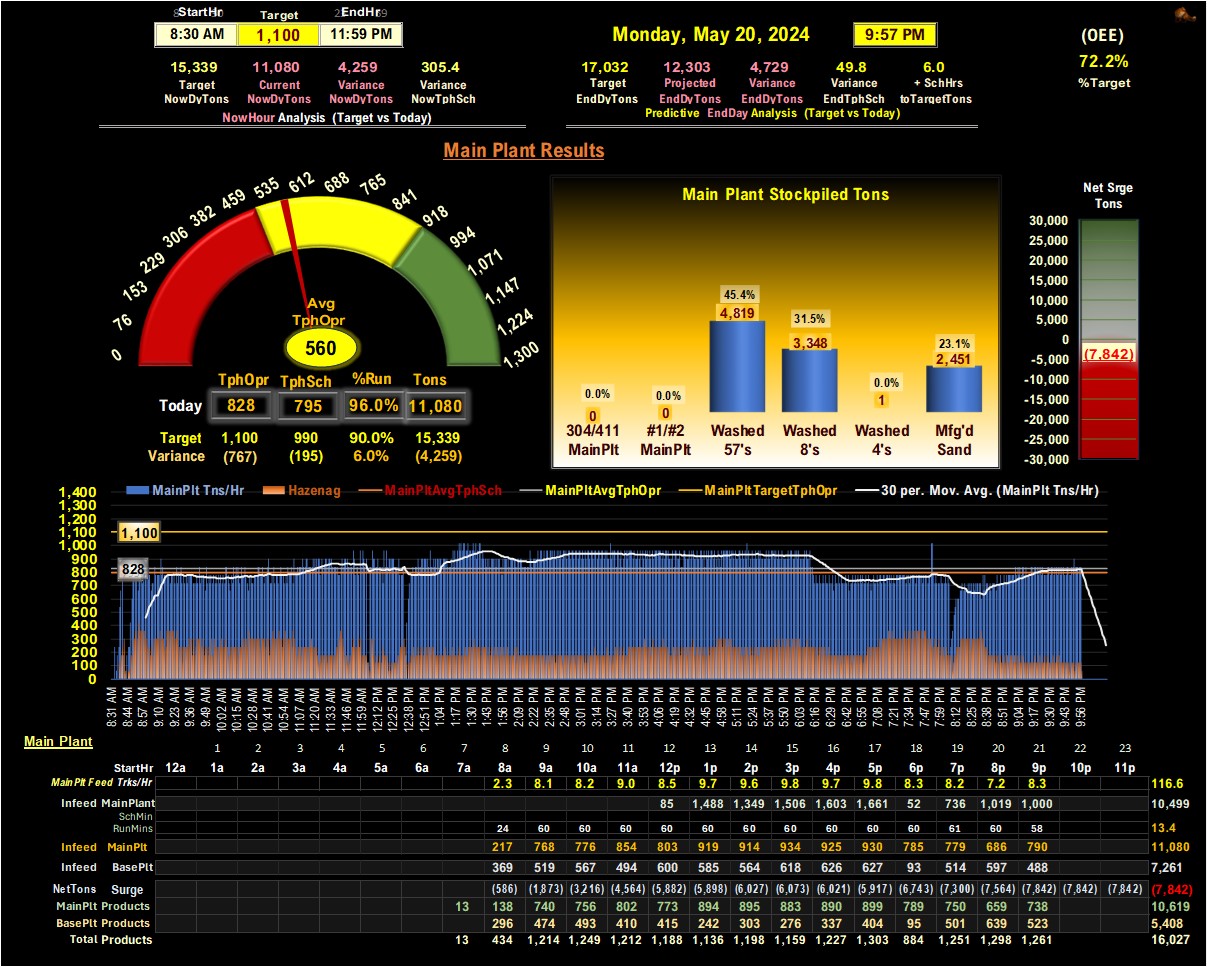 StartHr Target EndHr
8:30 AM 1,100 11:59 PM
Monday, May 20, 2024 9:57 PM
(OEE)
72.2%
%Target
15,339 11,080 4,259 305.4
Target Current Variance Variance
NowDyTons NowDyTons NowDyTons NowTphSch
NowHour Analysis (Target vs Today)
17,032 12,303 4,729 49.8 6.0
Target Projected Variance Variance + SchHrs
EndDyTons EndDyTons EndDyTons EndTphSch toTargetTons
Predictive EndDay Analysis (Target vs Today)
Main Plant Results
0 76 153 229 306 382 459 535 612 688 765 841 918 994 1,071 1,147 1,224 1,300
Avg
TphOpr
560
TphOpr TphSch %Run Tons
Today 828 795 96.0% 11,080
Target 1,100 990 90.0% 15,339
Variance (767) (195) 6.0% (4,259)
Main Plant Stockpiled Tons
0.0% 0.0% 45.4% 31.5% 0.0% 23.1%
0 0 4,819 3,348 1 2,451
304/411 #1/#2 Washed Washed Washed Mfg'd
MainPlt MainPlt 57's 8's 4's Sand
Net Srge
Tons
30,000
25,000
20,000
15,000
10,000
5,000
0
(7,842)
-5,000
-10,000
-15,000
-20,000
-25,000
-30,000
MainPlt Tns/Hr Hazenag MainPltAvgTphSch MainPltAvgTphOpr MainPltTargetTphOpr 30 per. Mov. Avg. (MainPlt Tns/Hr)
1,400
1,300
1,200
1,100
1,000
900
800
700
600
500
400
300
200
100
0
1,100
828
8:31 AM 8:44 AM 8:57 AM 9:10 AM 9:23 AM 9:36 AM 9:49 AM 10:02 AM 10:15 AM 10:28 AM 10:41 AM 10:54 AM 11:07 AM 11:20 AM 11:33 AM 11:46 AM 11:59 AM 12:12 PM 12:25 PM 12:38 PM 12:51 PM 1:04 PM 1:17 PM 1:30 PM 1:43 PM 1:56 PM 2:09 PM 2:22 PM 2:35 PM 2:48 PM 3:01 PM 3:14 PM 3:27 PM 3:40 PM 3:53 PM 4:06 PM 4:19 PM 4:32 PM 4:45 PM 4:58 PM 5:11 PM 5:24 PM 5:37 PM 5:50 PM 6:03 PM 6:16 PM 6:29 PM 6:42 PM 6:55 PM 7:08 PM 7:21 PM 7:34 PM 7:47 PM 7:59 PM 8:12 PM 8:25 PM 8:38 PM 8:51 PM 9:04 PM 9:17 PM 9:30 PM 9:43 PM 9:56 PM
Main Plant
1 2 3 4 5 6 7 8 9 10 11 12 13 14 15 16 17 18 19 20 21 22 23
StartHr 12a 1a 2a 3a 4a 5a 6a 7a 8a 9a 10a 11a 12p 1p 2p 3p 4p 5p 6p 7p 8p 9p 10p 11p
MainPlt Feed Trks/Hr 2.3 8.1 8.2 9.0 8.5 9.7 9.6 9.8 9.7 9.8 8.3 8.2 7.2 8.3 116.6
Infeed MainPlant 85 1,488 1,349 1,506 1,603 1,661 52 736 1,019 1,000 10,499
SchMin
RunMins 24 60 60 60 60 60 60 60 60 60 60 61 60 58 13.4
Infeed MainPlt 217 768 776 854 803 919 914 934 925 930 785 779 686 790 11,080
Infeed BasePlt 369 519 567 494 600 585 564 618 626 627 93 514 597 488 7,261
NetTons Surge (586) (1,873) (3,216) (4,564) (5,882) (5,898) (6,027) (6,073) (6,021) (5,917) (6,743) (7,300) (7,564) (7,842) (7,842) (7,842) (7,842)
MainPlt Products 13 138 740 756 802 773 894 895 883 890 899 789 750 659 738 10,619
BasePlt Products 296 474 493 410 415 242 303 276 337 404 95 501 639 523 5,408
Total Products 13 434 1,214 1,249 1,212 1,188 1,136 1,198 1,159 1,227 1,303 884 1,251 1,298 1,261 16,027